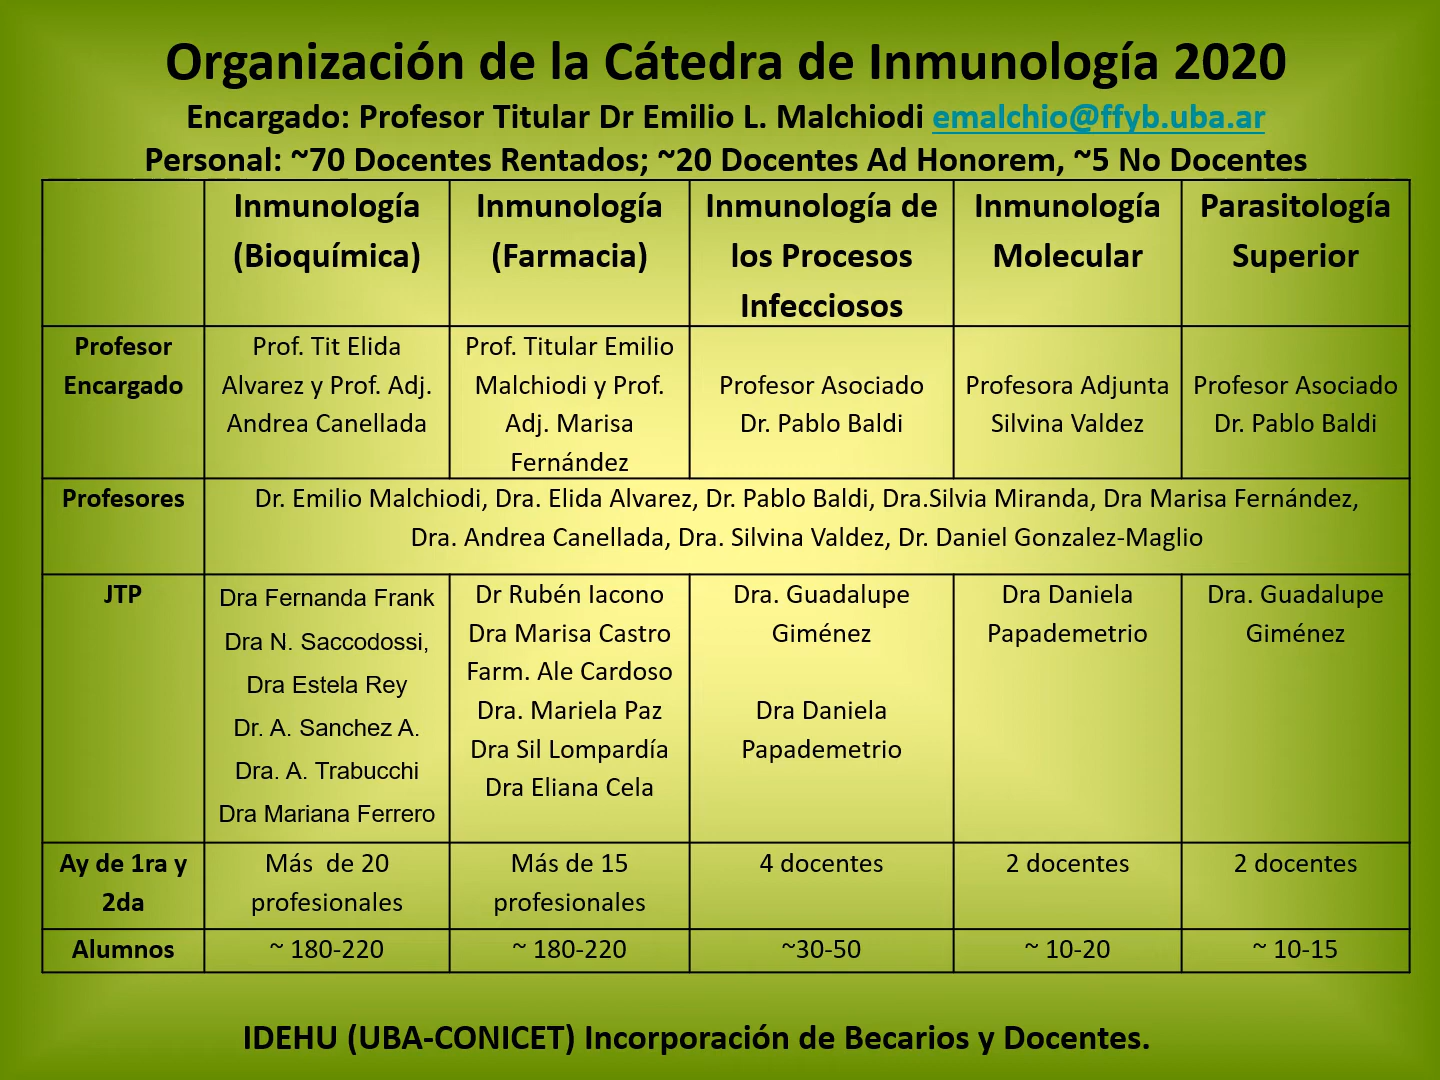 Organización de la Cátedra de Inmunología 2020
Encargado: Profesor Titular Dr Emilio L. Malchiodi emalchio@ffyb.uba.ar
Personal: ~70 Docentes Rentados; ~20 Docentes Ad Honorem, ~5 No Docentes
Inmunología
(Bioquímica)
Inmunología
(Farmacia)
Inmunología de
los Procesos
Infecciosos
Inmunología
Molecular
Parasitología
Superior
Profesor
Encargado
Prof. Tit Elida
Alvarez y Prof. Adj.
Andrea Canellada
Prof. Titular Emilio
Malchiodi y Prof.
Adj. Marisa
Fernández
Profesor Asociado
Dr. Pablo Baldi
Profesora Adjunta
Silvina Valdez
Profesor Asociado
Dr. Pablo Baldi
Profesores
Dr. Emilio Malchiodi, Dra. Elida Alvarez, Dr. Pablo Baldi, Dra.Silvia Miranda, Dra Marisa Fernández,
Dra. Andrea Canellada, Dra. Silvina Valdez, Dr. Daniel Gonzalez-Maglio
JTP
Dra Fernanda Frank
Dra N. Saccodossi,
Dra Estela Rey
Dr. A. Sanchez A.
Dra. A. Trabucchi
Dra Mariana Ferrero
Dr Rubén Iacono
Dra Marisa Castro
Farm. Ale Cardoso
Dra. Mariela Paz
Dra Sil Lompardía
Dra Eliana Cela
Dra. Guadalupe
Giménez
Dra Daniela
Papademetrio
Dra Daniela
Papademetrio
Dra. Guadalupe
Giménez
Ay de 1ra y
2da
Más  de 20
profesionales
Más de 15
profesionales
4 docentes
2 docentes
2 docentes
Alumnos
~ 180-220
~ 180-220
~30-50
~ 10-20
~ 10-15
IDEHU (UBA-CONICET) Incorporación de Becarios y Docentes.